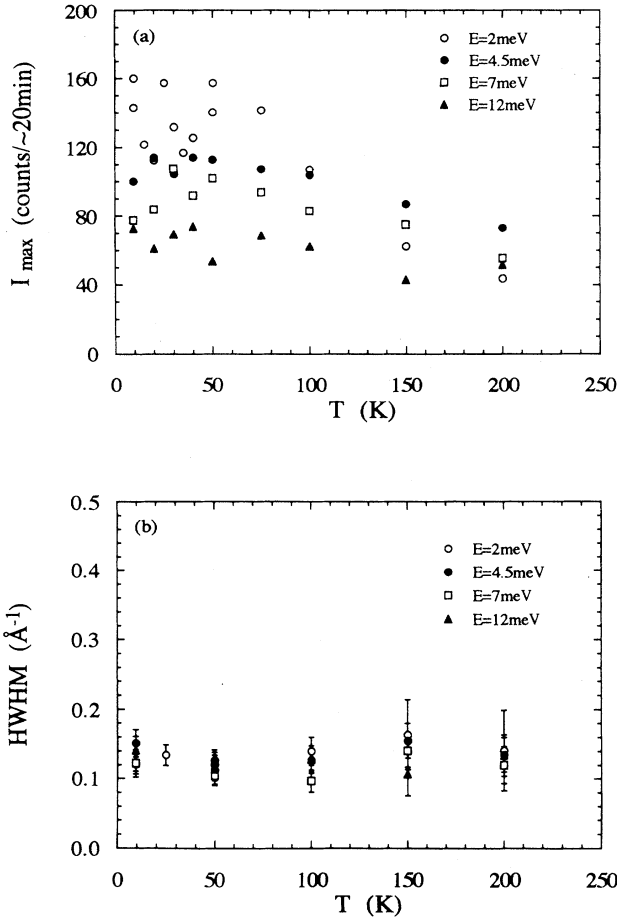 200
(a)
E=2meV
160
E=4.5meV
E=7meV
120
E=12meV
80
40
0
I max (counts/~20min)
0 50 100 150 200 250
T (K)
0.5
(b)
E=2meV
0.4
E=4.5meV
E=7meV
0.3
E=12meV
0.2
0.1
0.0
HWHM (Å-1)
0 50 100 150 200 250
T (K)